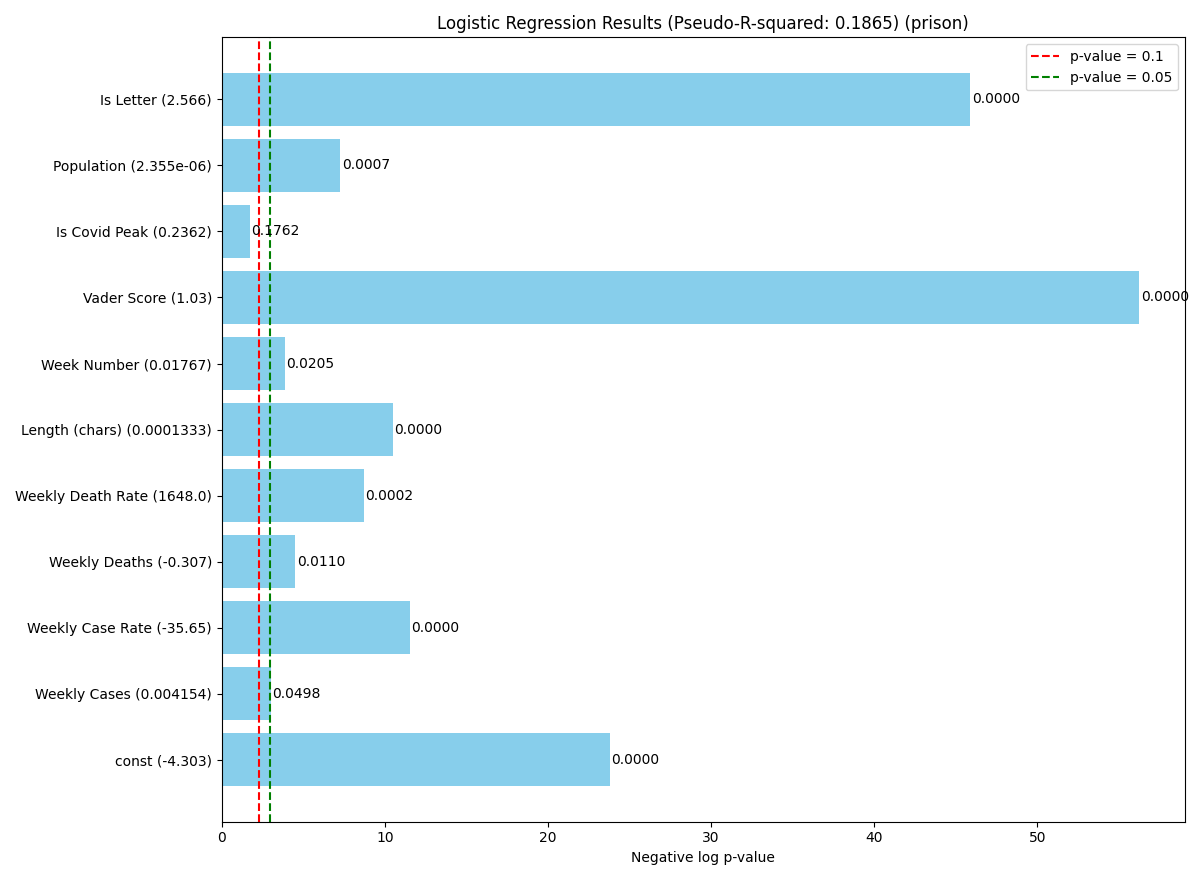 Logistic Regression Results (Pseudo-R-squared: 0.1865) (prison)
p-value = 0.1
p-value = 0.05
Is Letter (2.566) 0.0000
Population (2.355e-06) 0.0007
Is Covid Peak (0.2362) 0.1762
Vader Score (1.03) 0.0000
Week Number (0.01767) 0.0205
Length (chars) (0.0001333) 0.0000
Weekly Death Rate (1648.0) 0.0002
Weekly Deaths (-0.307) 0.0110
Weekly Case Rate (-35.65) 0.0000
Weekly Cases (0.004154) 0.0498
const (-4.303) 0.0000
0 10 20 30 40 50
Negative log p-value